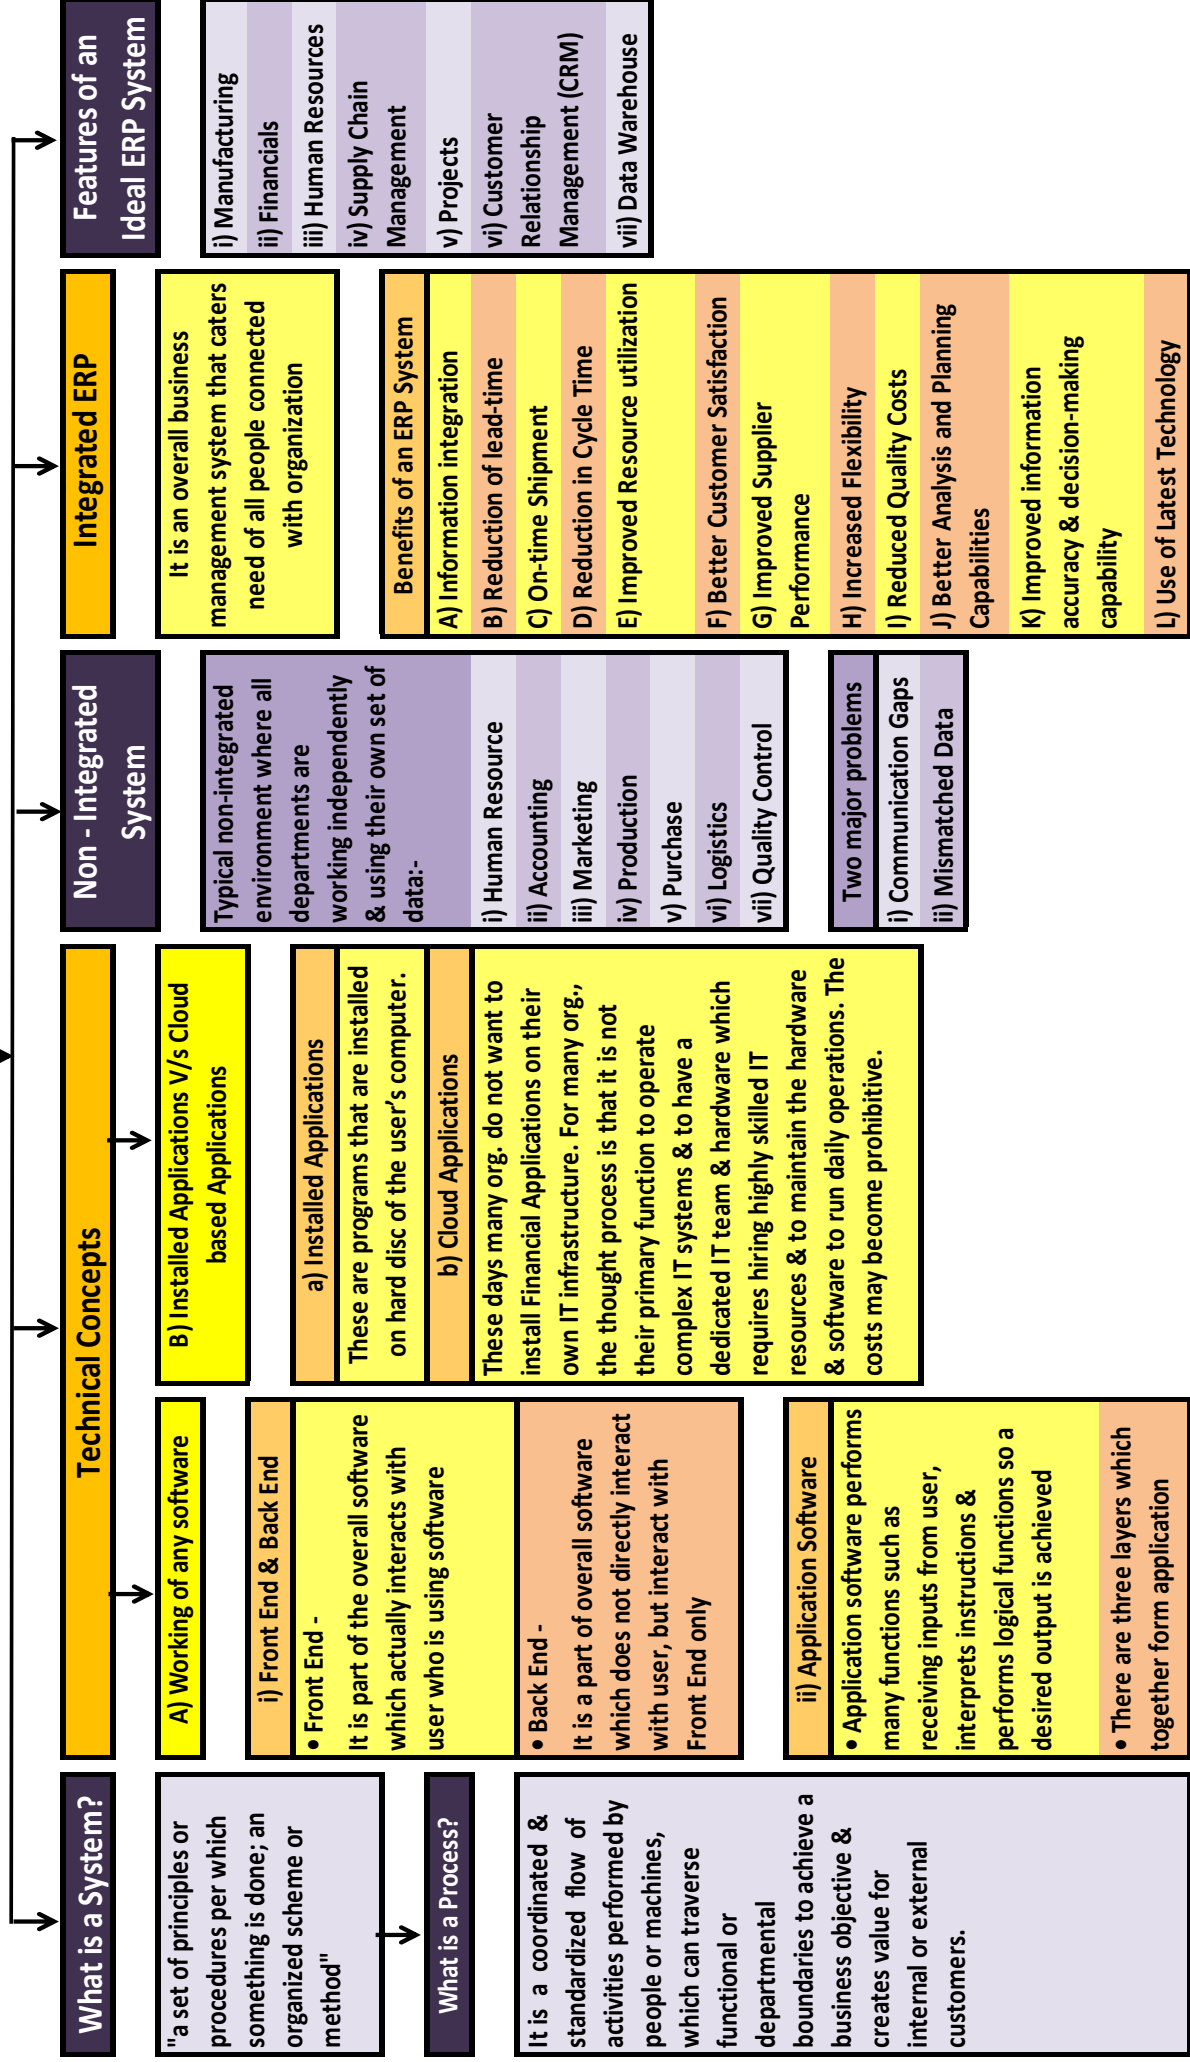 What is a System?
"a set of principles or
procedures per which
something is done; an
organized scheme or
method"
What is a Process?
It is a coordinated &
standardized flow of
activities performed by
people or machines,
which can traverse
functional or
departmental
boundaries to achieve a
business objective &
creates value for
internal or external
customers.
Technical Concepts
A) Working of any software
i) Front End & Back End
• Front End -
It is part of the overall software
which actually interacts with
user who is using software
• Back End -
It is a part of overall software
which does not directly interact
with user, but interact with
Front End only
ii) Application Software
• Application software performs
many functions such as
receiving inputs from user,
interprets instructions &
performs logical functions so a
desired output is achieved
• There are three layers which
together form application
B) Installed Applications V/s Cloud
based Applications
a) Installed Applications
These are programs that are installed
on hard disc of the user's computer.
b) Cloud Applications
These days many org. do not want to
install Financial Applications on their
own IT infrastructure. For many org.,
the thought process is that it is not
their primary function to operate
complex IT systems & to have a
dedicated IT team & hardware which
requires hiring highly skilled IT
resources & to maintain the hardware
& software to run daily operations. The
costs may become prohibitive.
Non - Integrated
System
Typical non-integrated
environment where all
departments are
working independently
& using their own set of
data:-
i) Human Resource
ii) Accounting
iii) Marketing
iv) Production
v) Purchase
vi) Logistics
vii) Quality Control
Two major problems
i) Communication Gaps
ii) Mismatched Data
Integrated ERP
It is an overall business
management system that caters
need of all people connected
with organization
Benefits of an ERP System
A) Information integration
B) Reduction of lead-time
C) On-time Shipment
D) Reduction in Cycle Time
E) Improved Resource utilization
F) Better Customer Satisfaction
G) Improved Supplier
Performance
H) Increased Flexibility
I) Reduced Quality Costs
J) Better Analysis and Planning
Capabilities
K) Improved information
accuracy & decision-making
capability
L) Use of Latest Technology
Features of an
Ideal ERP System
i) Manufacturing
ii) Financials
iii) Human Resources
iv) Supply Chain
Management
v) Projects
vi) Customer
Relationship
Management (CRM)
vii) Data Warehouse